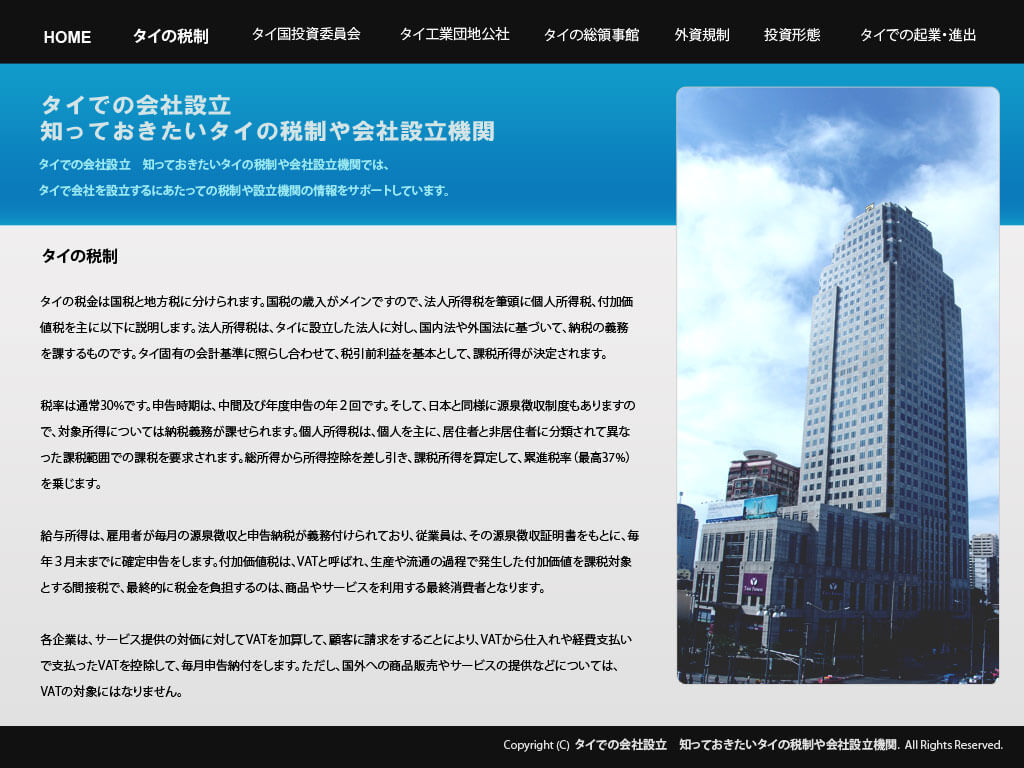 HOME タイの税制 タイ国投資委員会 タイ工業団地公社 タイの総領事館 外資規制 投資形態 タイでの起業・進出
タイでの会社設立
知っておきたいタイの税制や会社設立機関
タイでの会社設立　知っておきたいタイの税制や会社設立機関では、
タイで会社を設立するにあたっての税制や設立機関の情報をサポートしています。
タイの税制
タイの税金は国税と地方税に分けられます。国税の歳入がメインですので、法人所得税を筆頭に個人所得税、付加価
値税を主に以下に説明します。法人所得税は、タイに設立した法人に対し、国内法や外国法に基づいて、納税の義務
を課するものです。タイ固有の会計基準に照らし合わせて、税引前利益を基本として、課税所得が決定されます。
税率は通常30%です。申告時期は、中間及び年度申告の年２回です。そして、日本と同様に源泉徴収制度もありますの
で、対象所得については納税義務が課せられます。個人所得税は、個人を主に、居住者と非居住者に分類されて異な
った課税範囲での課税を要求されます。総所得から所得控除を差し引き、課税所得を算定して、累進税率（最高37%）
を乗じます。
給与所得は、雇用者が毎月の源泉徴収と申告納税が義務付けられており、従業員は、その源泉徴収証明書をもとに、毎
年３月末までに確定申告をします。付加価値税は、VATと呼ばれ、生産や流通の過程で発生した付加価値を課税対象
とする間接税で、最終的に税金を負担するのは、商品やサービスを利用する最終消費者となります。
各企業は、サービス提供の対価に対してVATを加算して、顧客に請求をすることにより、VATから仕入れや経費支払い
で支払ったVATを控除して、毎月申告納付をします。ただし、国外への商品販売やサービスの提供などについては、
VATの対象にはなりません。
Copyright (C) タイでの会社設立　知っておきたいタイの税制や会社設立機関. All Rights Reserved.